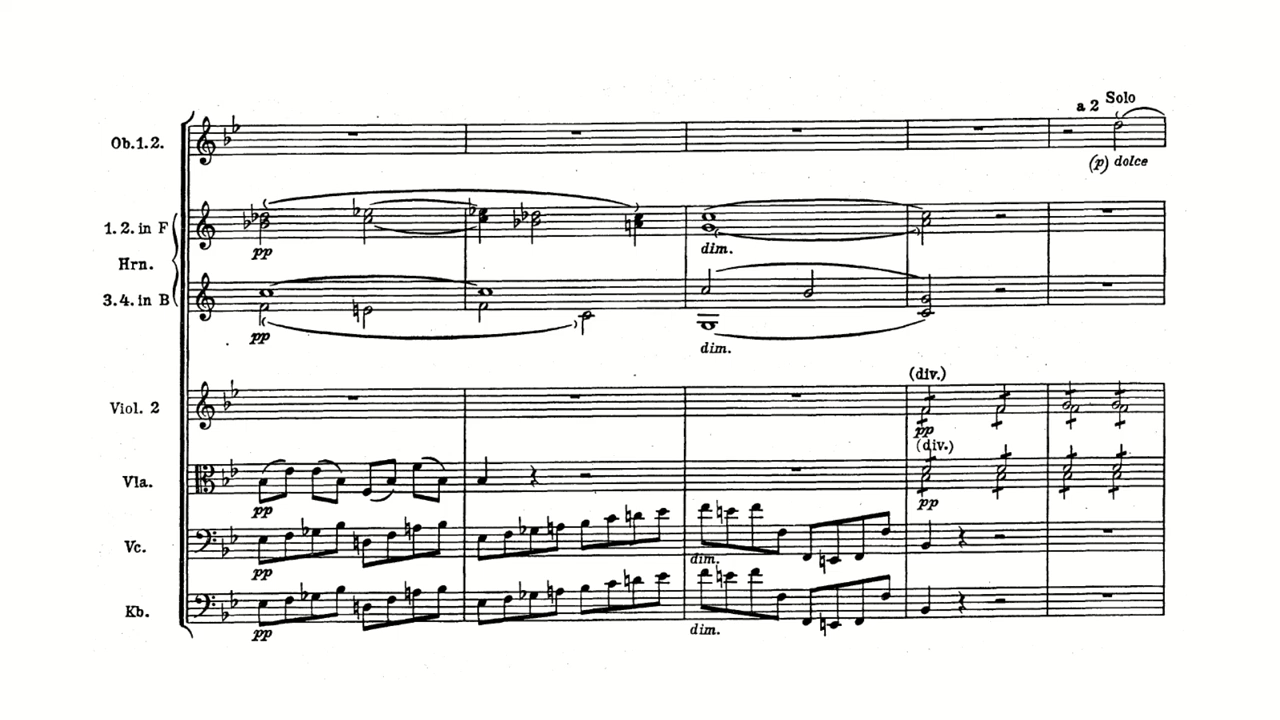 a 2 Solo
Ob.1.2.
(p) dolce
1. 2. in F
pp
dim.
Hrn.
3. 4. in B
pp
dim.
(div.)
Viol. 2
pp
(div.)
Vla.
pp
pp
Vc.
pp
dim.
Kb.
pp
dim.